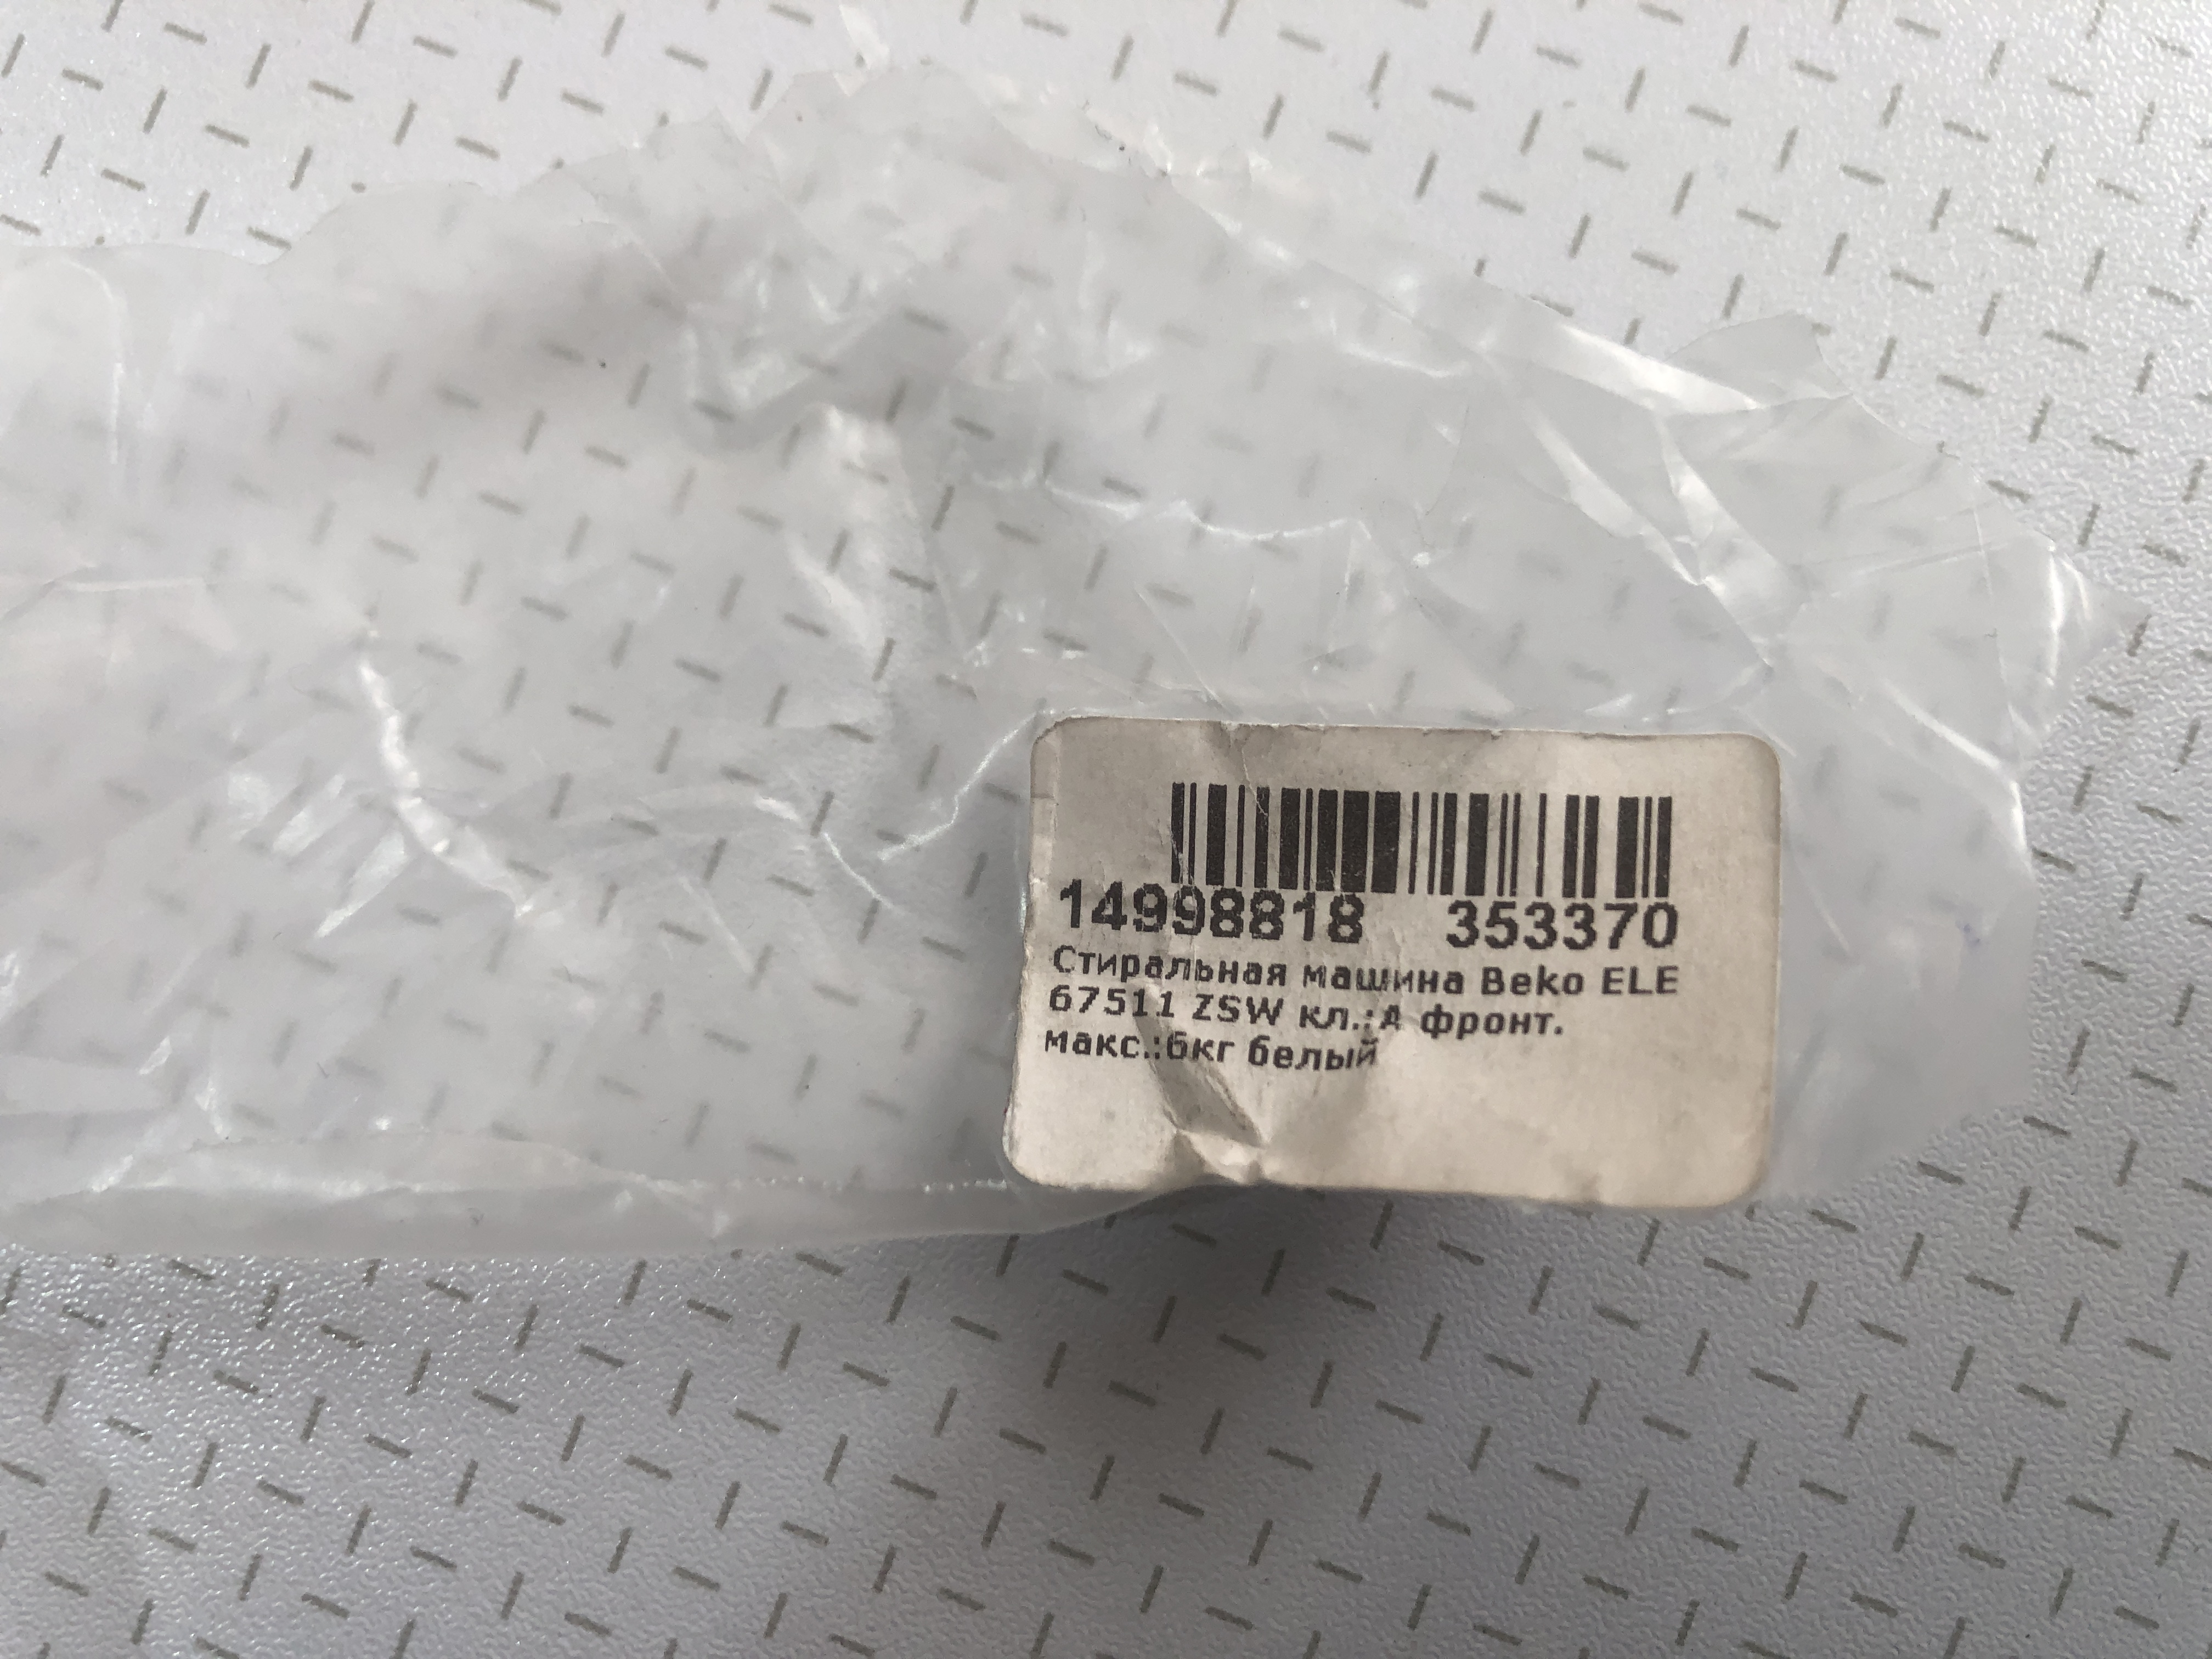 14998818 353370
Стиральная машина Beko ELE
67511 ZSW кл.:A фронт.
макс.:6кг белый